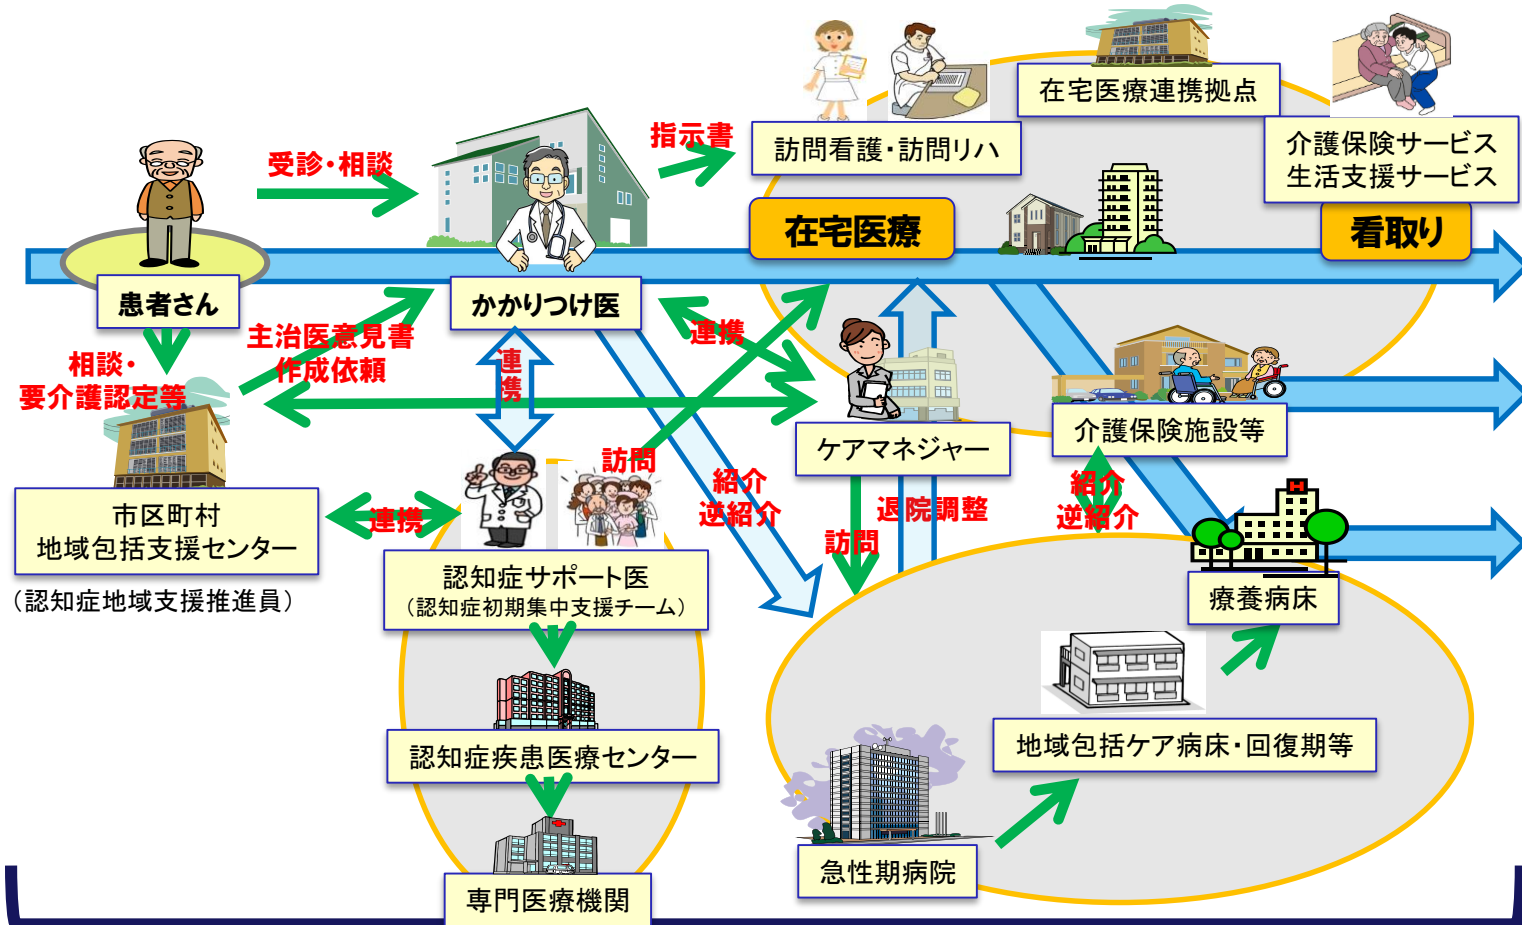 在宅医療連携拠点
訪問看護・訪問リハ
介護保険サービス
生活支援サービス
指示書
受診・相談
在宅医療
看取り
患者さん
かかりつけ医
主治医意見書
作成依頼
連携
連携
相談・
要介護認定等
介護保険施設等
ケアマネジャー
訪問
紹介
逆紹介
退院調整
紹介
逆紹介
訪問
市区町村
地域包括支援センター
連携
（認知症地域支援推進員）
認知症サポート医
（認知症初期集中支援チーム）
療養病床
認知症疾患医療センター
地域包括ケア病床・回復期等
急性期病院
専門医療機関
H